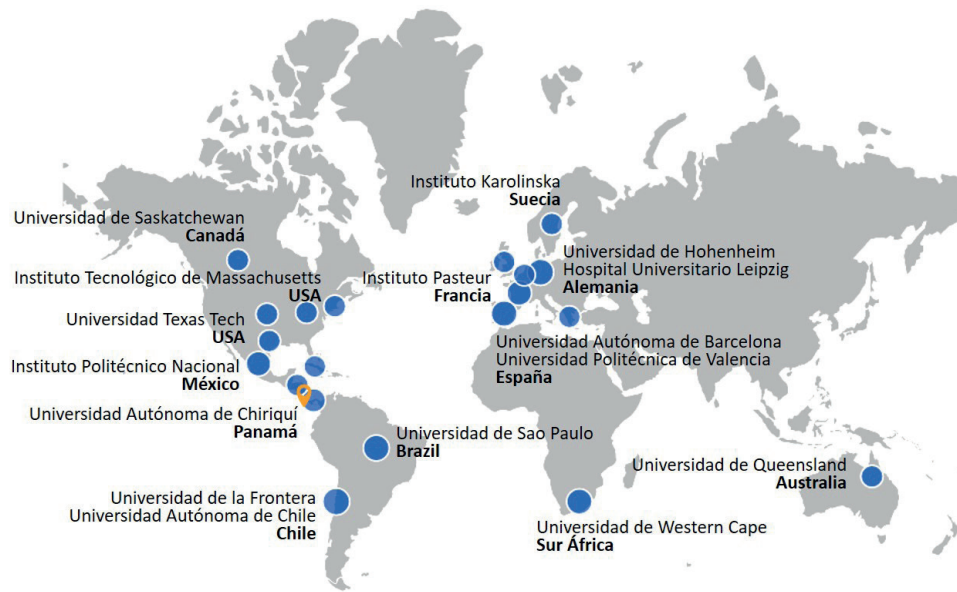 Instituto Karolinska
Suecia
Universidad de Saskatchewan
Canadá
Universidad de Hohenheim
Hospital Universitario Leipzig
Alemania
Instituto Tecnológico de Massachusetts
USA
Instituto Pasteur
Francia
Universidad Texas Tech
USA
Universidad Autónoma de Barcelona
Universidad Politécnica de Valencia
España
Instituto Politécnico Nacional
México
Universidad Autónoma de Chiriquí
Panamá
Universidad de Sao Paulo
Brazil
Universidad de Queensland
Australia
Universidad de la Frontera
Universidad Autónoma de Chile
Chile
Universidad de Western Cape
Sur África